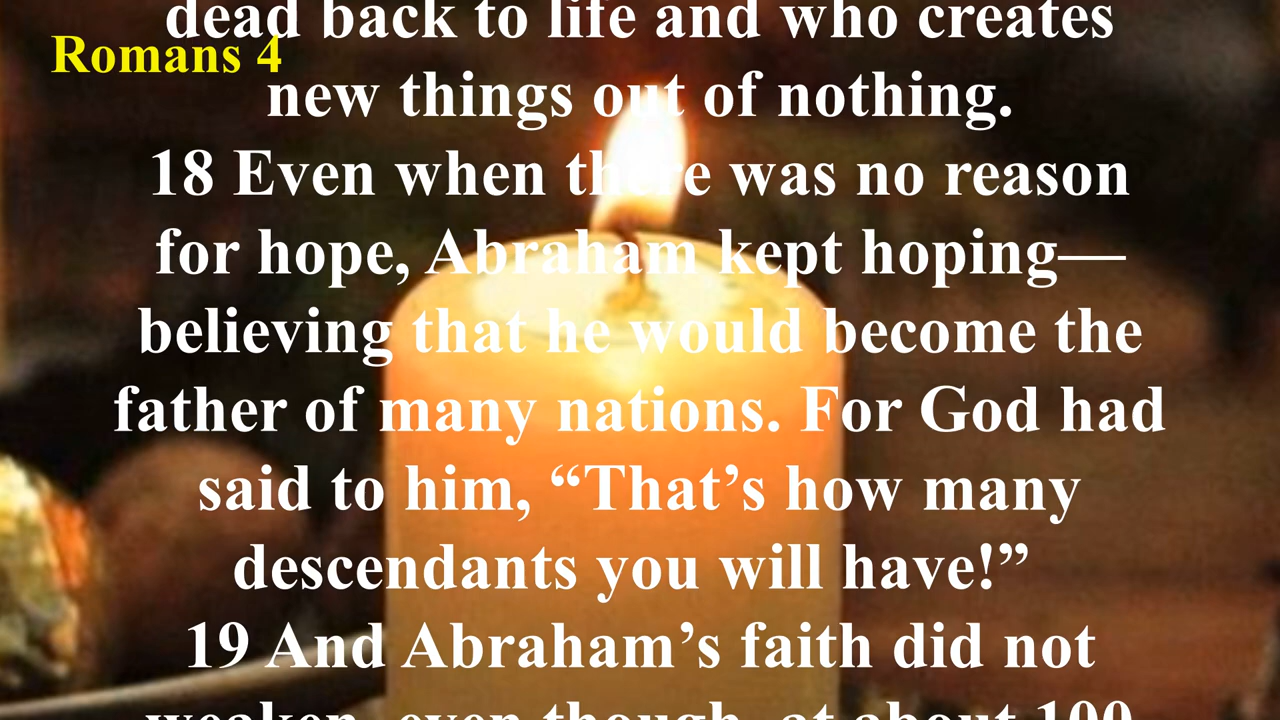 dead back to life and who creates
Romans 4
new things out of nothing.
18 Even when there was no reason
for hope, Abraham kept hoping—
believing that he would become the
father of many nations. For God had
said to him, “That’s how many
descendants you will have!”
19 And Abraham’s faith did not
weaken, even though, at about 100